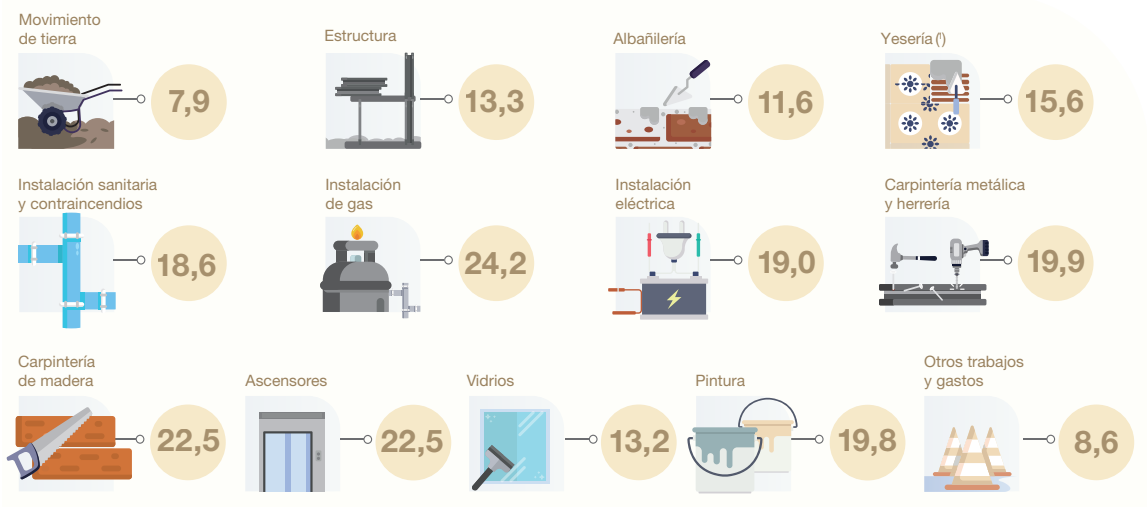 Movimiento
de tierra
7,9
Estructura
13,3
Albañilería
11,6
Yesería (¹)
15,6
Instalación sanitaria
y contraincendios
18,6
Instalación
de gas
24,2
Instalación
eléctrica
19,0
Carpintería metálica
y herrería
19,9
Carpintería
de madera
22,5
Ascensores
22,5
Vidrios
13,2
Pintura
19,8
Otros trabajos
y gastos
8,6